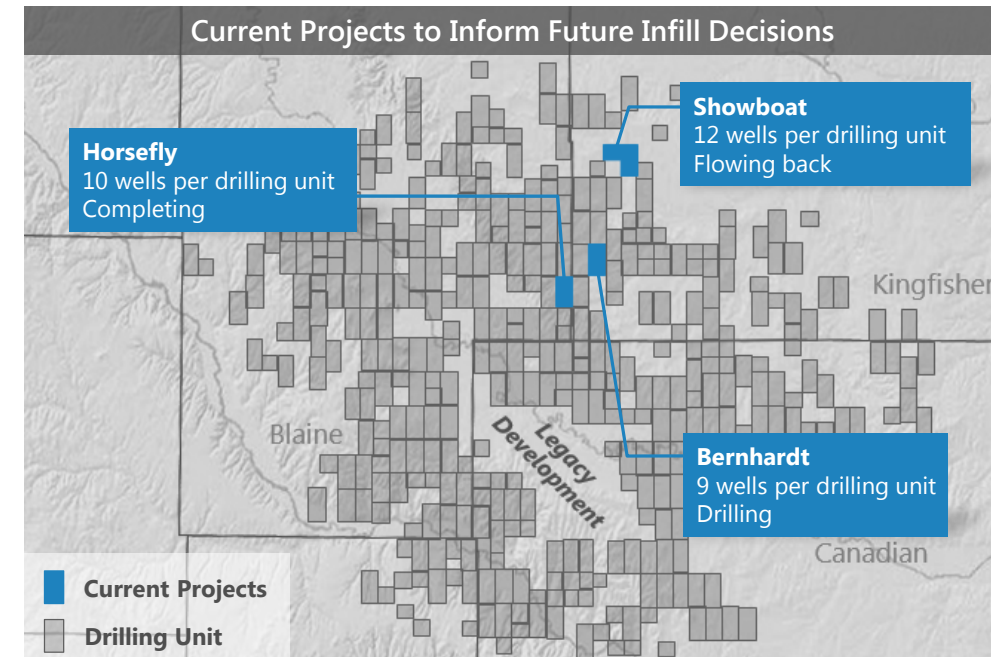 Current Projects to Inform Future Infill Decisions
Showboat
12 wells per drilling unit
Flowing back
Horsefly
10 wells per drilling unit
Completing
Kingfisher
Blaine
Legacy
Development
Bernhardt
9 wells per drilling unit
Drilling
Canadian
Current Projects
Drilling Unit